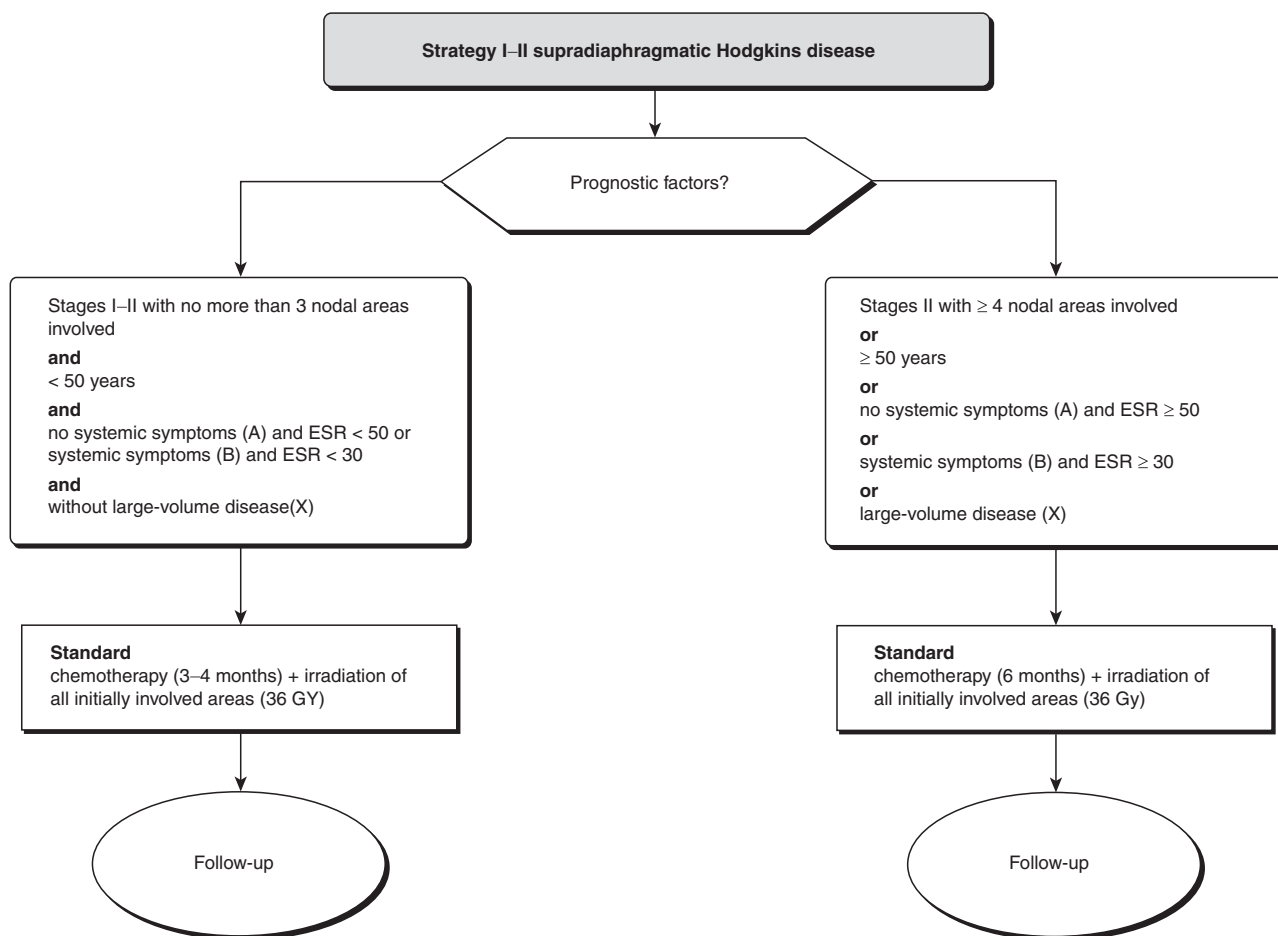 Strategy I–II supradiaphragmatic Hodgkins disease
Prognostic factors?
Stages I–II with no more than 3 nodal areas
involved
and
< 50 years
and
no systemic symptoms (A) and ESR < 50 or
systemic symptoms (B) and ESR < 30
and
without large-volume disease(X)
Stages II with ≥ 4 nodal areas involved
or
≥ 50 years
or
no systemic symptoms (A) and ESR ≥ 50
or
systemic symptoms (B) and ESR ≥ 30
or
large-volume disease (X)
Standard
chemotherapy (3–4 months) + irradiation of
all initially involved areas (36 GY)
Standard
chemotherapy (6 months) + irradiation of
all initially involved areas (36 Gy)
Follow-up
Follow-up